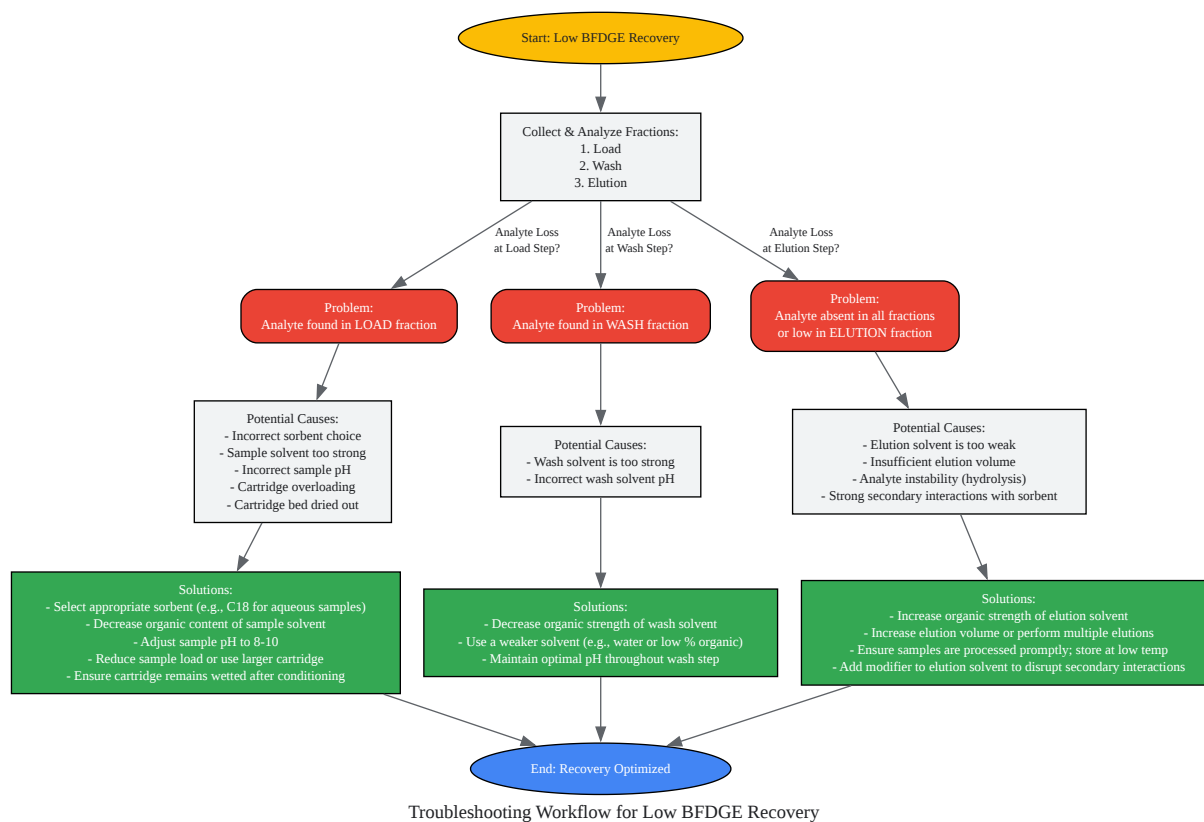 Start: Low BFDGE Recovery
Collect & Analyze Fractions:
1. Load
2. Wash
3. Elution
Analyte Loss
at Load Step?
Analyte Loss
at Wash Step?
Analyte Loss
at Elution Step?
Problem:
Analyte found in LOAD fraction
Problem:
Analyte found in WASH fraction
Problem:
Analyte absent in all fractions
or low in ELUTION fraction
Potential Causes:
- Incorrect sorbent choice
- Sample solvent too strong
- Incorrect sample pH
- Cartridge overloading
- Cartridge bed dried out
Potential Causes:
- Wash solvent is too strong
- Incorrect wash solvent pH
Potential Causes:
- Elution solvent is too weak
- Insufficient elution volume
- Analyte instability (hydrolysis)
- Strong secondary interactions with sorbent
Solutions:
- Select appropriate sorbent (e.g., C18 for aqueous samples)
- Decrease organic content of sample solvent
- Adjust sample pH to 8-10
- Reduce sample load or use larger cartridge
- Ensure cartridge remains wetted after conditioning
Solutions:
- Decrease organic strength of wash solvent
- Use a weaker solvent (e.g., water or low % organic)
- Maintain optimal pH throughout wash step
Solutions:
- Increase organic strength of elution solvent
- Increase elution volume or perform multiple elutions
- Ensure samples are processed promptly; store at low temp
- Add modifier to elution solvent to disrupt secondary interactions
End: Recovery Optimized
Troubleshooting Workflow for Low BFDGE Recovery